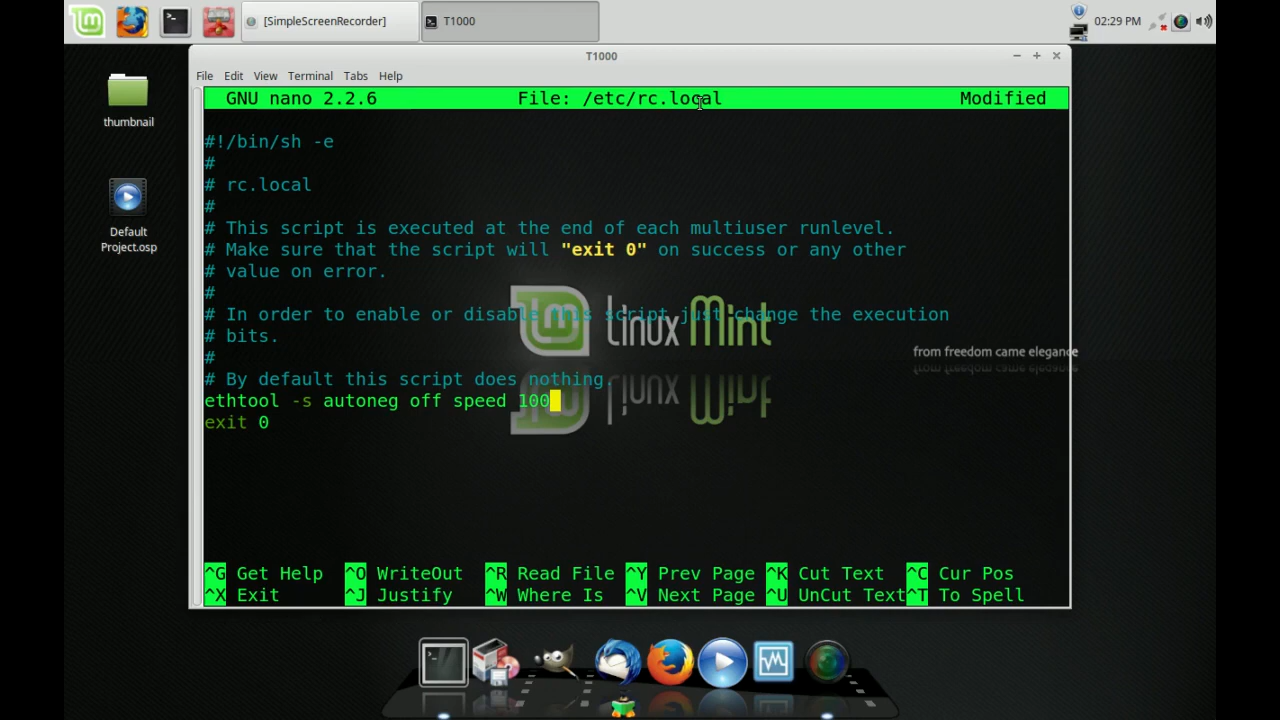 [SimpleScreenRecorder]
T1000
02:29 PM
T1000
File Edit View Terminal Tabs Help
GNU nano 2.2.6 File: /etc/rc.local Modified
#!/bin/sh -e
#
# rc.local
#
# This script is executed at the end of each multiuser runlevel.
# Make sure that the script will "exit 0" on success or any other
# value on error.
#
# In order to enable or disable this script just change the execution
# bits.
#
# By default this script does nothing.
ethtool -s autoneg off speed 100
exit 0
^G Get Help ^O WriteOut ^R Read File ^Y Prev Page ^K Cut Text ^C Cur Pos
^X Exit ^J Justify ^W Where Is ^V Next Page ^U UnCut Text ^T To Spell
thumbnail
Default
Project.osp
Linux Mint
from freedom came elegance